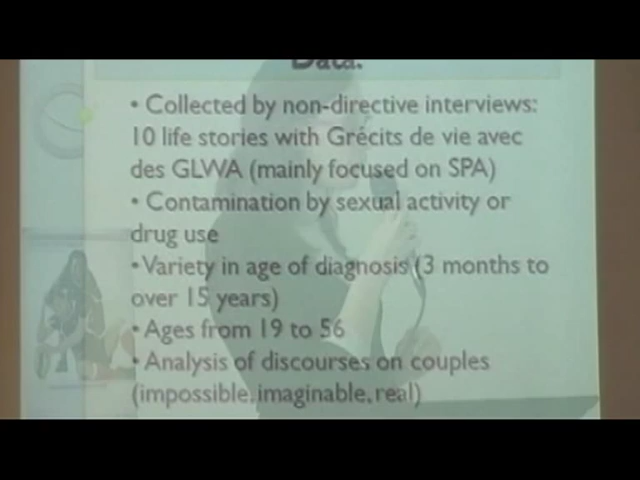 Data.
• Collected by non-directive interviews:
10 life stories with Grécits de vie avec
des GLWA (mainly focused on SPA)
• Contamination by sexual activity or
drug use
• Variety in age of diagnosis (3 months to
over 15 years)
• Ages from 19 to 56
• Analysis of discourses on couples
(impossible, imaginable, real)